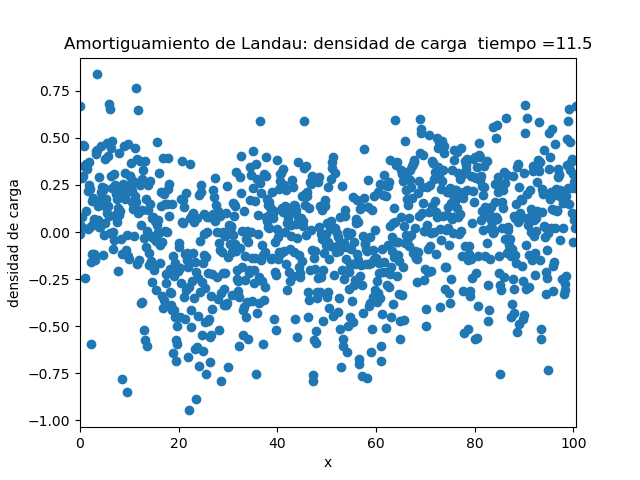 Amortiguamiento de Landau: densidad de carga  tiempo =11.5
densidad de carga
0.75
0.50
0.25
0.00
−0.25
−0.50
−0.75
−1.00
0 20 40 60 80 100
x